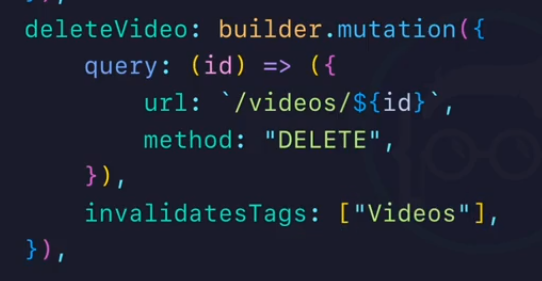 }),
deleteVideo: builder.mutation({
query: (id) => ({
url: `/videos/${id}`,
method: "DELETE",
}),
invalidatesTags: ["Videos"],
}),